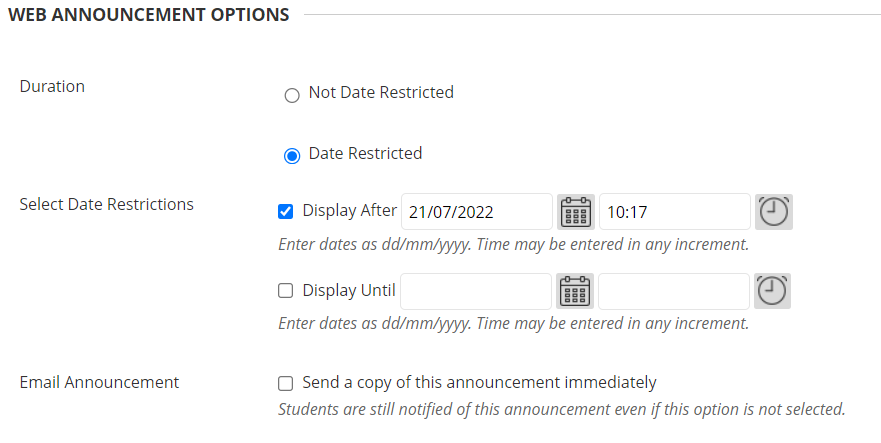 WEB ANNOUNCEMENT OPTIONS
Duration
Not Date Restricted
Date Restricted
Select Date Restrictions
Display After 21/07/2022 10:17
Enter dates as dd/mm/yyyy. Time may be entered in any increment.
Display Until
Enter dates as dd/mm/yyyy. Time may be entered in any increment.
Email Announcement
Send a copy of this announcement immediately
Students are still notified of this announcement even if this option is not selected.